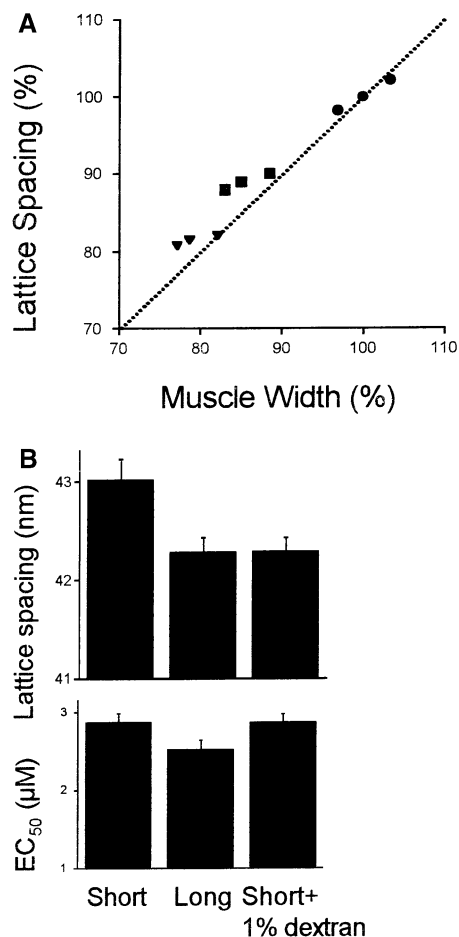 A
110
100
90
80
70
Lattice Spacing (%)
70 80 90 100 110
Muscle Width (%)
B
43
42
41
Lattice spacing (nm)
3
2
1
EC50 (µM)
Short Long Short+
1% dextran